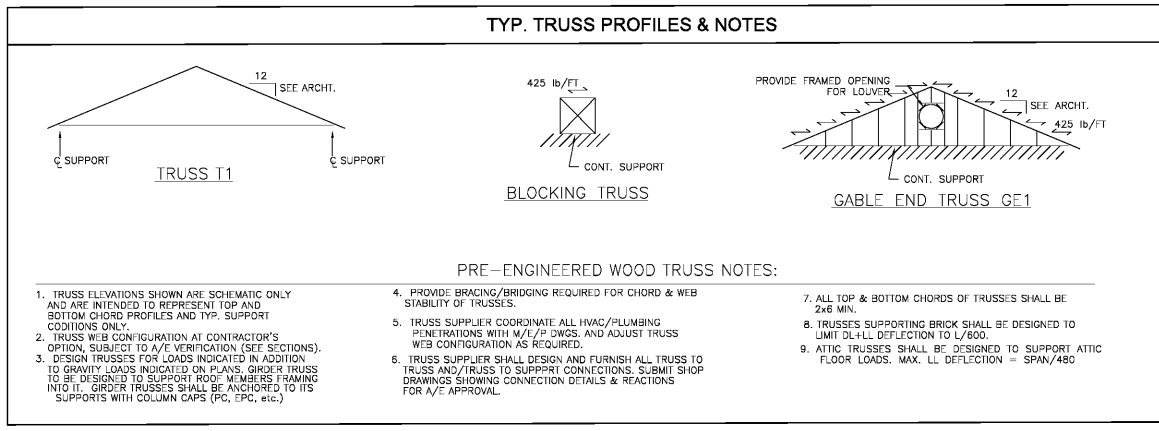 TYP. TRUSS PROFILES & NOTES
12
SEE ARCHT.
℄ SUPPORT
℄ SUPPORT
TRUSS T1
425 lb/FT
CONT. SUPPORT
BLOCKING TRUSS
PROVIDE FRAMED OPENING
FOR LOUVER
12
SEE ARCHT.
425 lb/FT
CONT. SUPPORT
GABLE END TRUSS GE1
PRE-ENGINEERED WOOD TRUSS NOTES:
1. TRUSS ELEVATIONS SHOWN ARE SCHEMATIC ONLY
AND ARE INTENDED TO REPRESENT TOP AND
BOTTOM CHORD PROFILES AND TYP. SUPPORT
CODITIONS ONLY.
2. TRUSS WEB CONFIGURATION AT CONTRACTOR'S
OPTION, SUBJECT TO A/E VERIFICATION (SEE SECTIONS).
3. DESIGN TRUSSES FOR LOADS INDICATED IN ADDITION
TO GRAVITY LOADS INDICATED ON PLANS. GIRDER TRUSS
TO BE DESIGNED TO SUPPORT ROOF MEMBERS FRAMING
INTO IT. GIRDER TRUSSES SHALL BE ANCHORED TO ITS
SUPPORTS WITH COLUMN CAPS (PC, EPC, etc.)
4. PROVIDE BRACING/BRIDGING REQUIRED FOR CHORD & WEB
STABILITY OF TRUSSES.
5. TRUSS SUPPLIER COORDINATE ALL HVAC/PLUMBING
PENETRATIONS WITH M/E/P DWGS. AND ADJUST TRUSS
WEB CONFIGURATION AS REQUIRED.
6. TRUSS SUPPLIER SHALL DESIGN AND FURNISH ALL TRUSS TO
TRUSS AND/TRUSS TO SUPPPRT CONNECTIONS. SUBMIT SHOP
DRAWINGS SHOWING CONNECTION DETAILS & REACTIONS
FOR A/E APPROVAL.
7. ALL TOP & BOTTOM CHORDS OF TRUSSES SHALL BE
2x6 MIN.
8. TRUSSES SUPPORTING BRICK SHALL BE DESIGNED TO
LIMIT DL+LL DEFLECTION TO L/600.
9. ATTIC TRUSSES SHALL BE DESIGNED TO SUPPORT ATTIC
FLOOR LOADS. MAX. LL DEFLECTION = SPAN/480